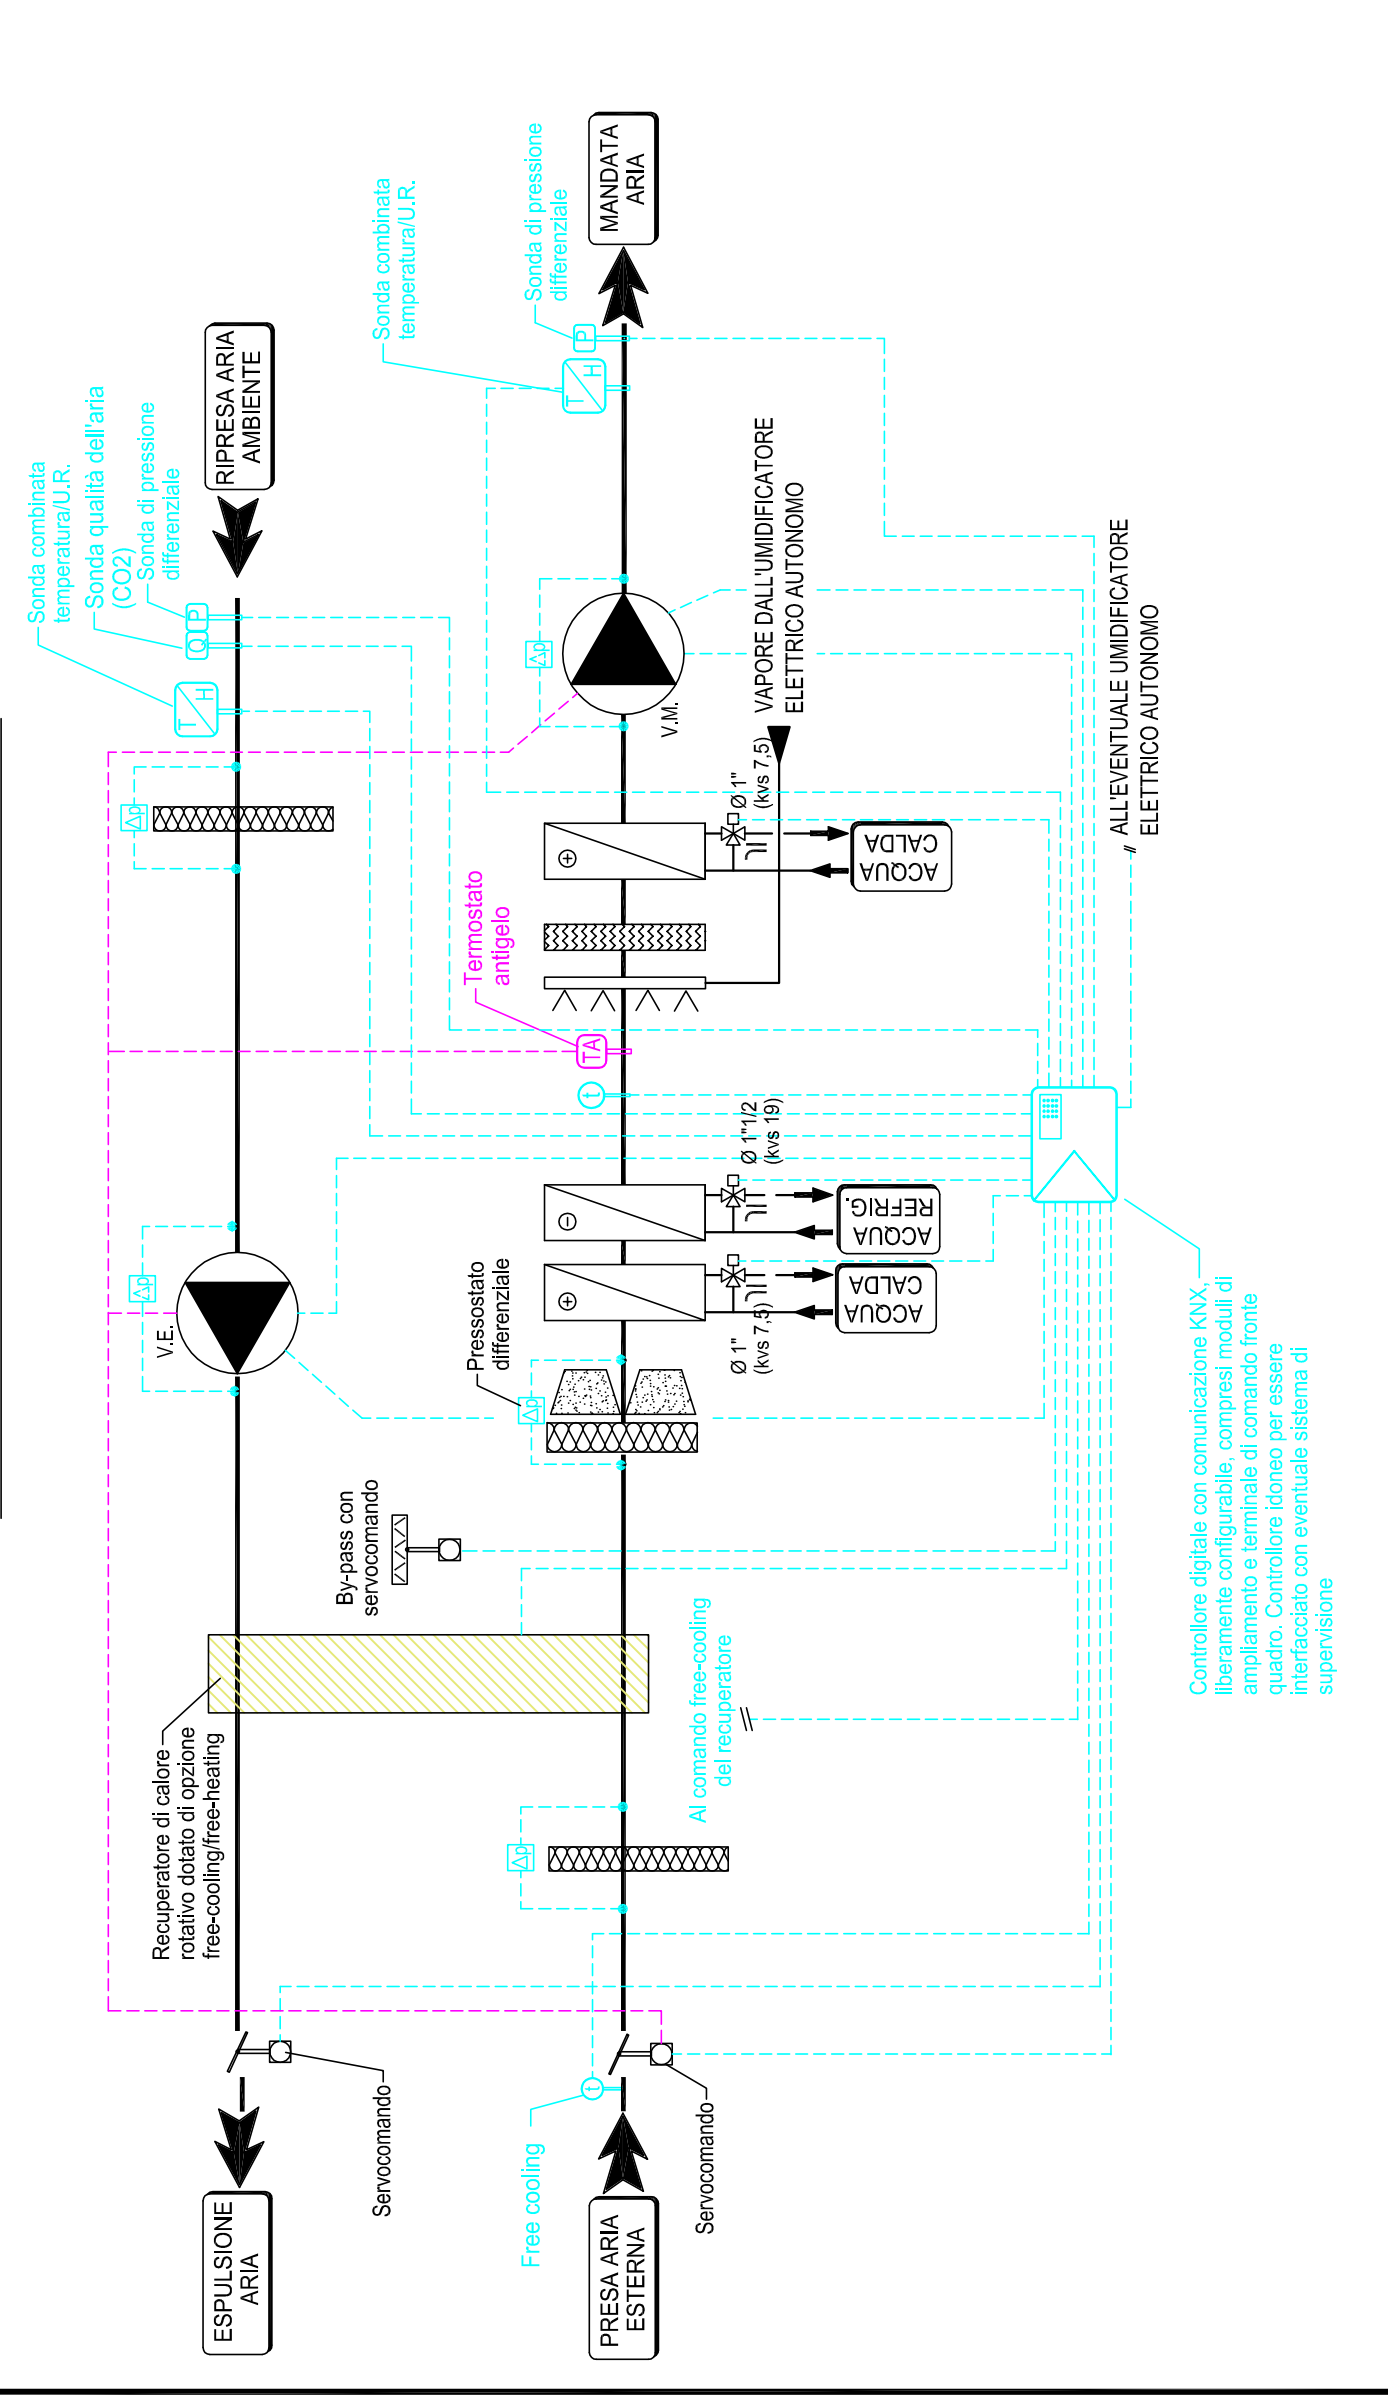 Sonda combinata
temperatura/U.R.
Sonda qualità dell'aria
(CO2)
Sonda di pressione
differenziale
RIPRESA ARIA
AMBIENTE
Sonda combinata
temperatura/U.R.
Sonda di pressione
differenziale
MANDATA
ARIA
T
H
Q
P
T
H
P
Δp
Δp
V.M.
VAPORE DALL'UMIDIFICATORE
ELETTRICO AUTONOMO
Ø 1"
(kvs 7,5)
ACQUA
CALDA
ALL'EVENTUALE UMIDIFICATORE
ELETTRICO AUTONOMO
Termostato
antigelo
TA
t
Ø 1"1/2
(kvs 19)
ACQUA
REFRIG.
Ø 1"
(kvs 7,5)
ACQUA
CALDA
Δp
V.E.
Pressostato
differenziale
Δp
By-pass con
servocomando
Recuperatore di calore
rotativo dotato di opzione
free-cooling/free-heating
Al comando free-cooling
del recuperatore
Δp
Controllore digitale con comunicazione KNX,
liberamente configurabile, compresi moduli di
ampliamento e terminale di comando fronte
quadro. Controllore idoneo per essere
interfacciato con eventuale sistema di
supervisione
Servocomando
t
Free cooling
Servocomando
ESPULSIONE
ARIA
PRESA ARIA
ESTERNA